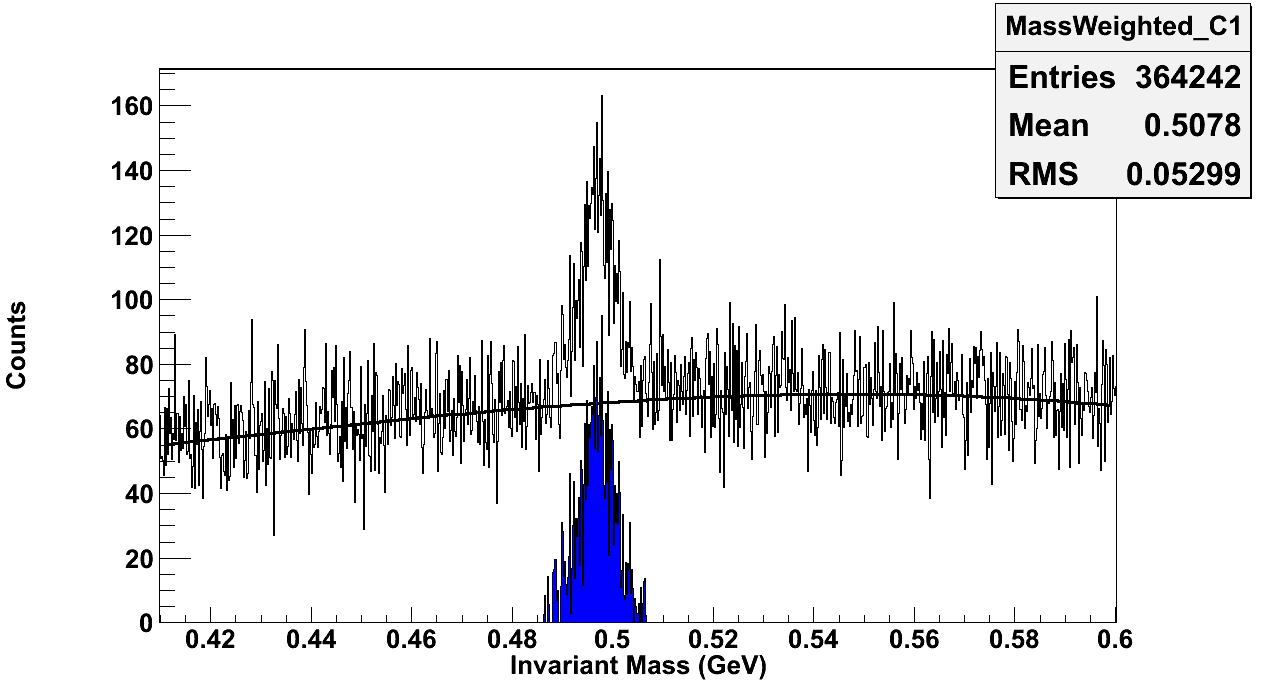 MassWeighted_C1
Entries 364242
Mean 0.5078
RMS 0.05299
Counts
160
140
120
100
80
60
40
20
0
0.42 0.44 0.46 0.48 0.5 0.52 0.54 0.56 0.58 0.6
Invariant Mass (GeV)